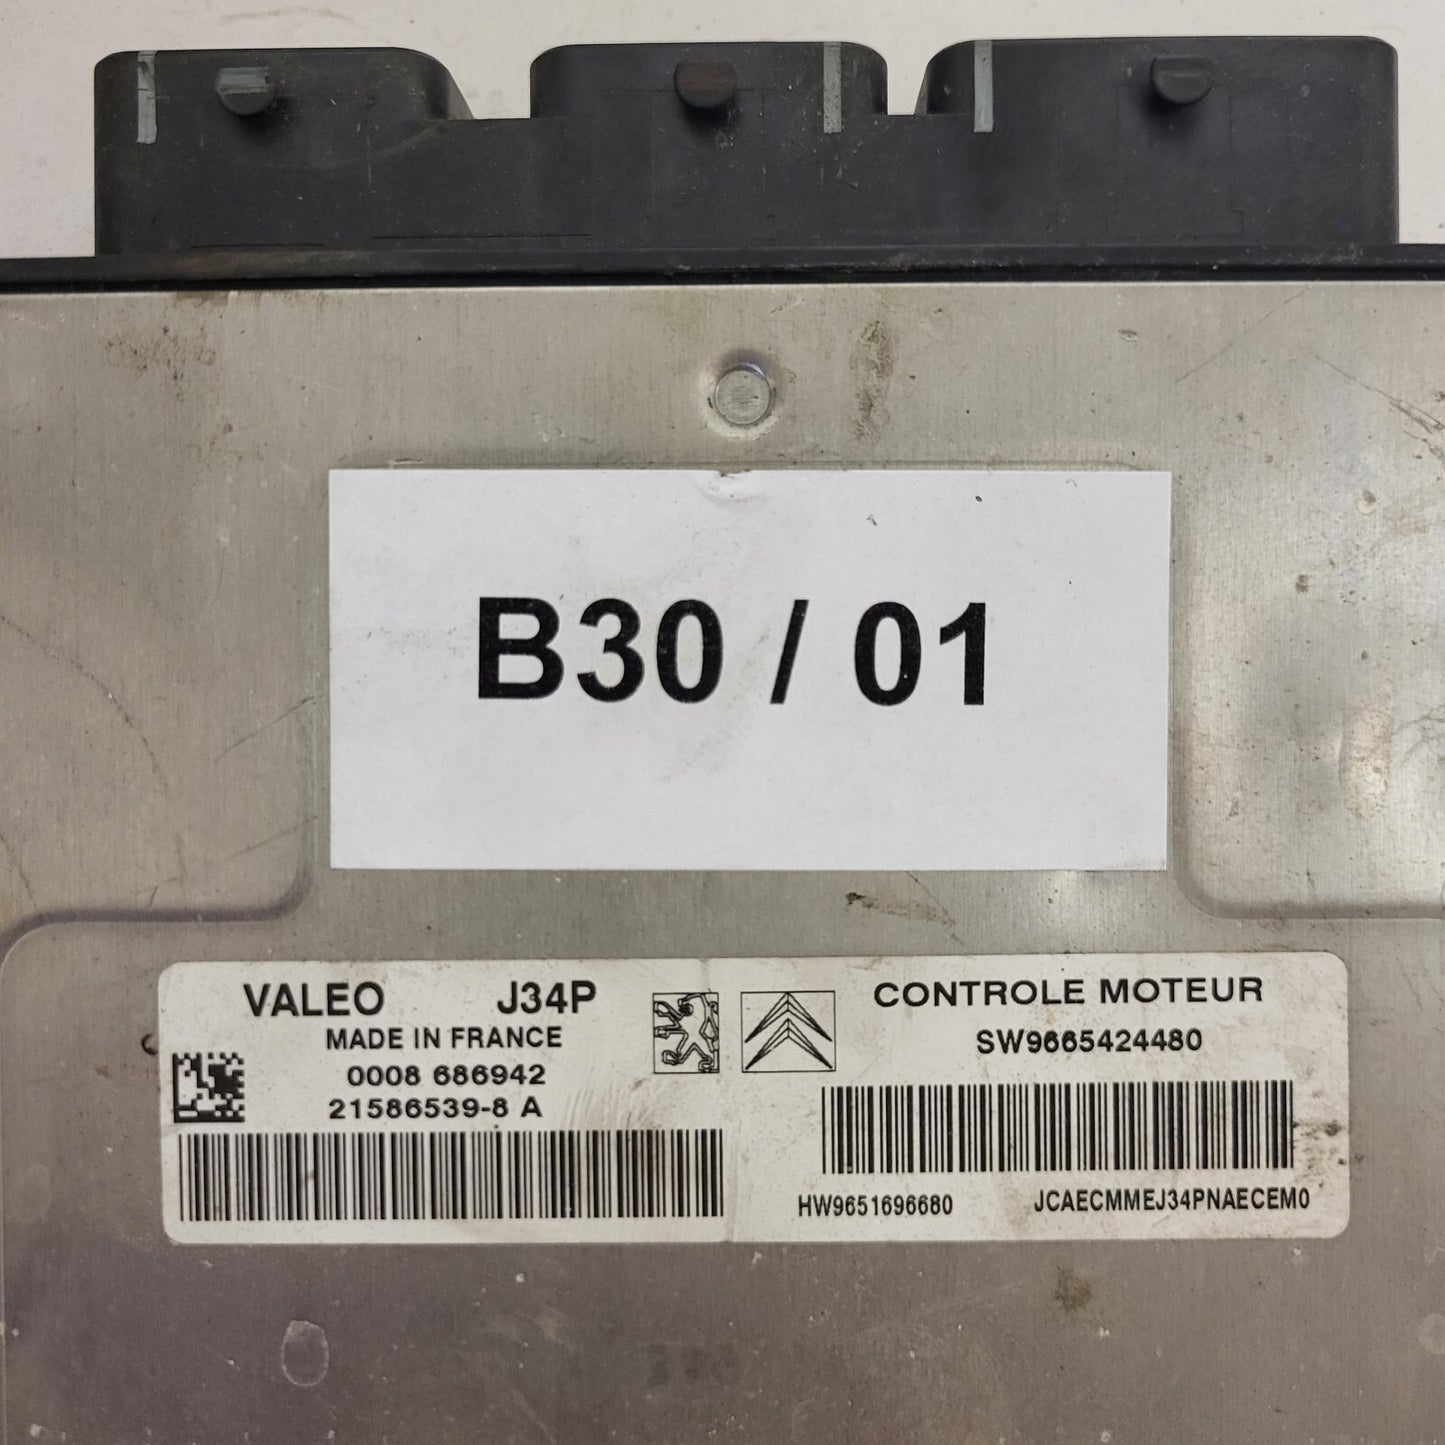 B30 / 01
VALEO J34P
MADE IN FRANCE
0008 686942
21586539-8 A
CONTROLE MOTEUR
SW9665424480
HW9651696680 JCAECMMEJ34PNAECEM0